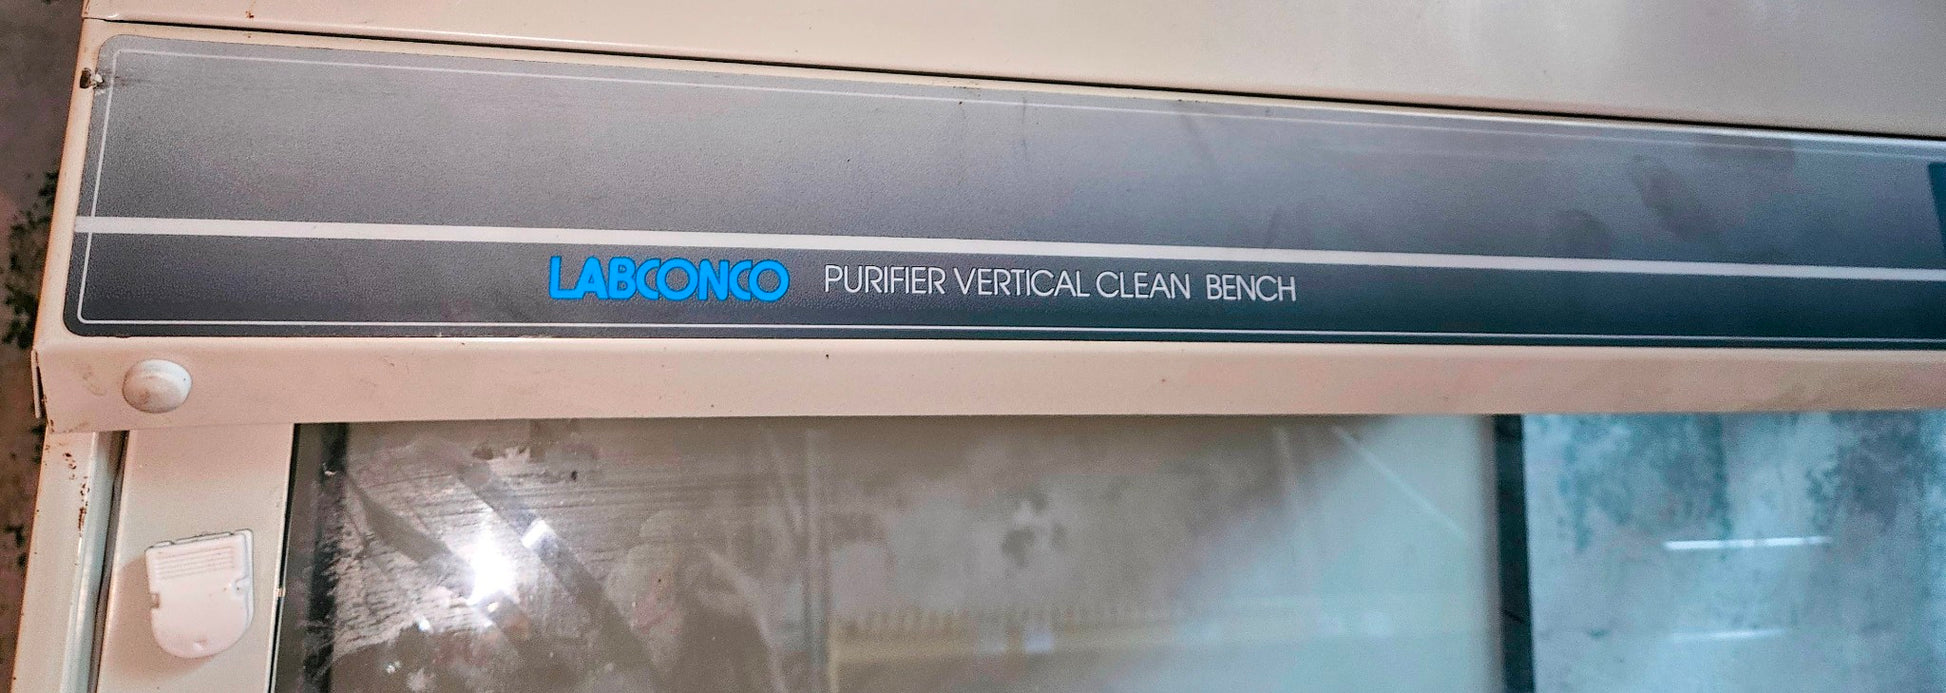 LABCONCO PURIFIER VERTICAL CLEAN BENCH